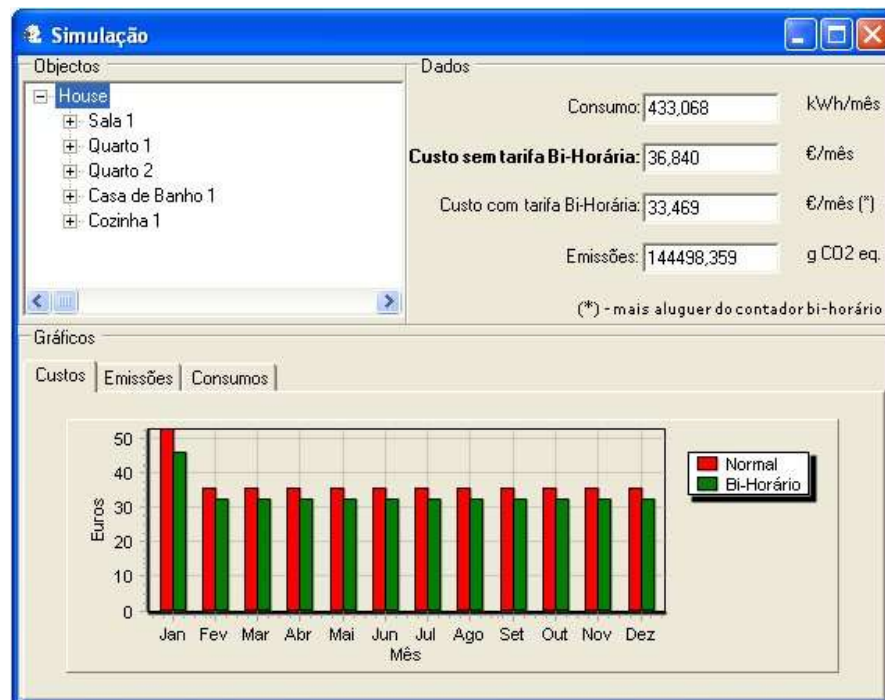 Simulação
Objectos
House
Sala 1
Quarto 1
Quarto 2
Casa de Banho 1
Cozinha 1
Dados
Consumo: 433,068 kWh/mês
Custo sem tarifa Bi-Horária: 36,840 €/mês
Custo com tarifa Bi-Horária: 33,469 €/mês (*)
Emissões: 144498,359 g CO2 eq.
(*) - mais aluguer do contador bi-horário
Gráficos
Custos Emissões Consumos
50
40
30
20
10
0
Euros
Jan Fev Mar Abr Mai Jun Jul Ago Set Out Nov Dez
Mês
Normal
Bi-Horário